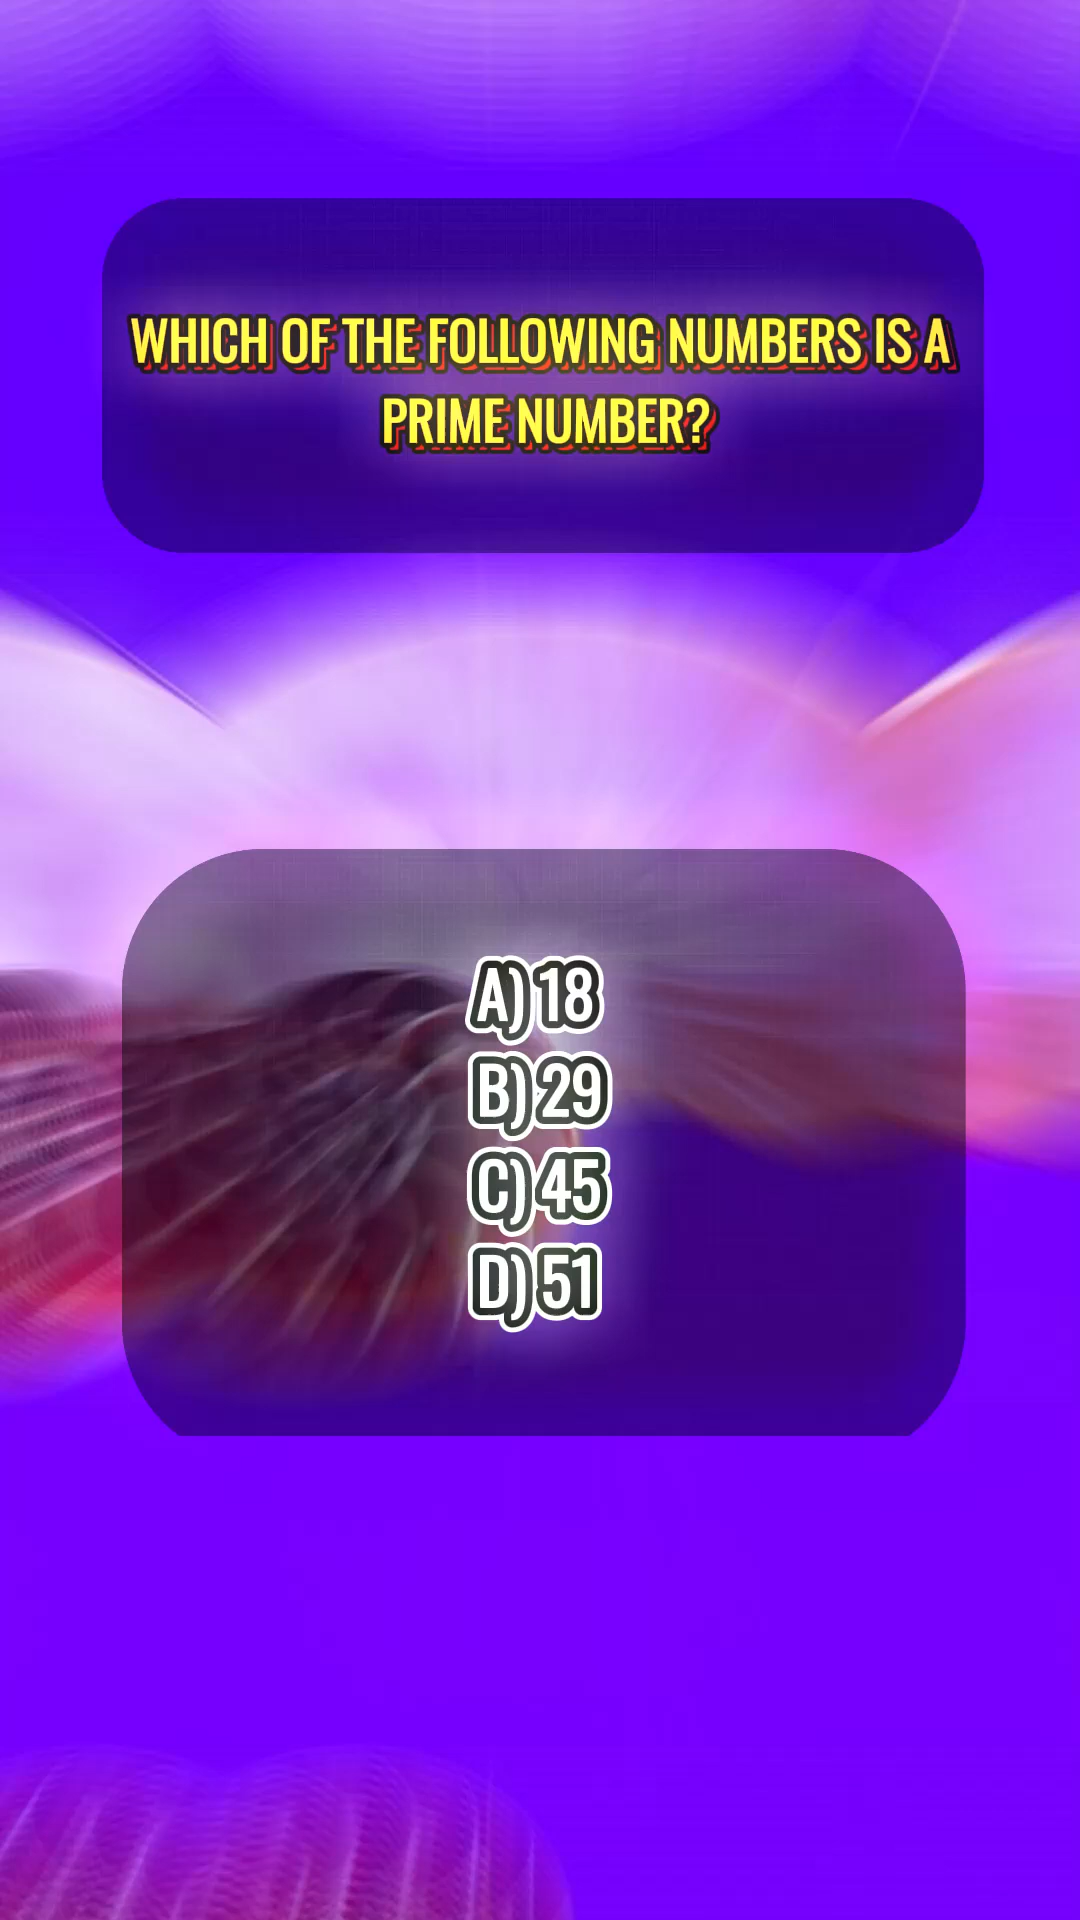 WHICH OF THE FOLLOWING NUMBERS IS A
PRIME NUMBER?
A) 18
B) 29
C) 45
D) 51